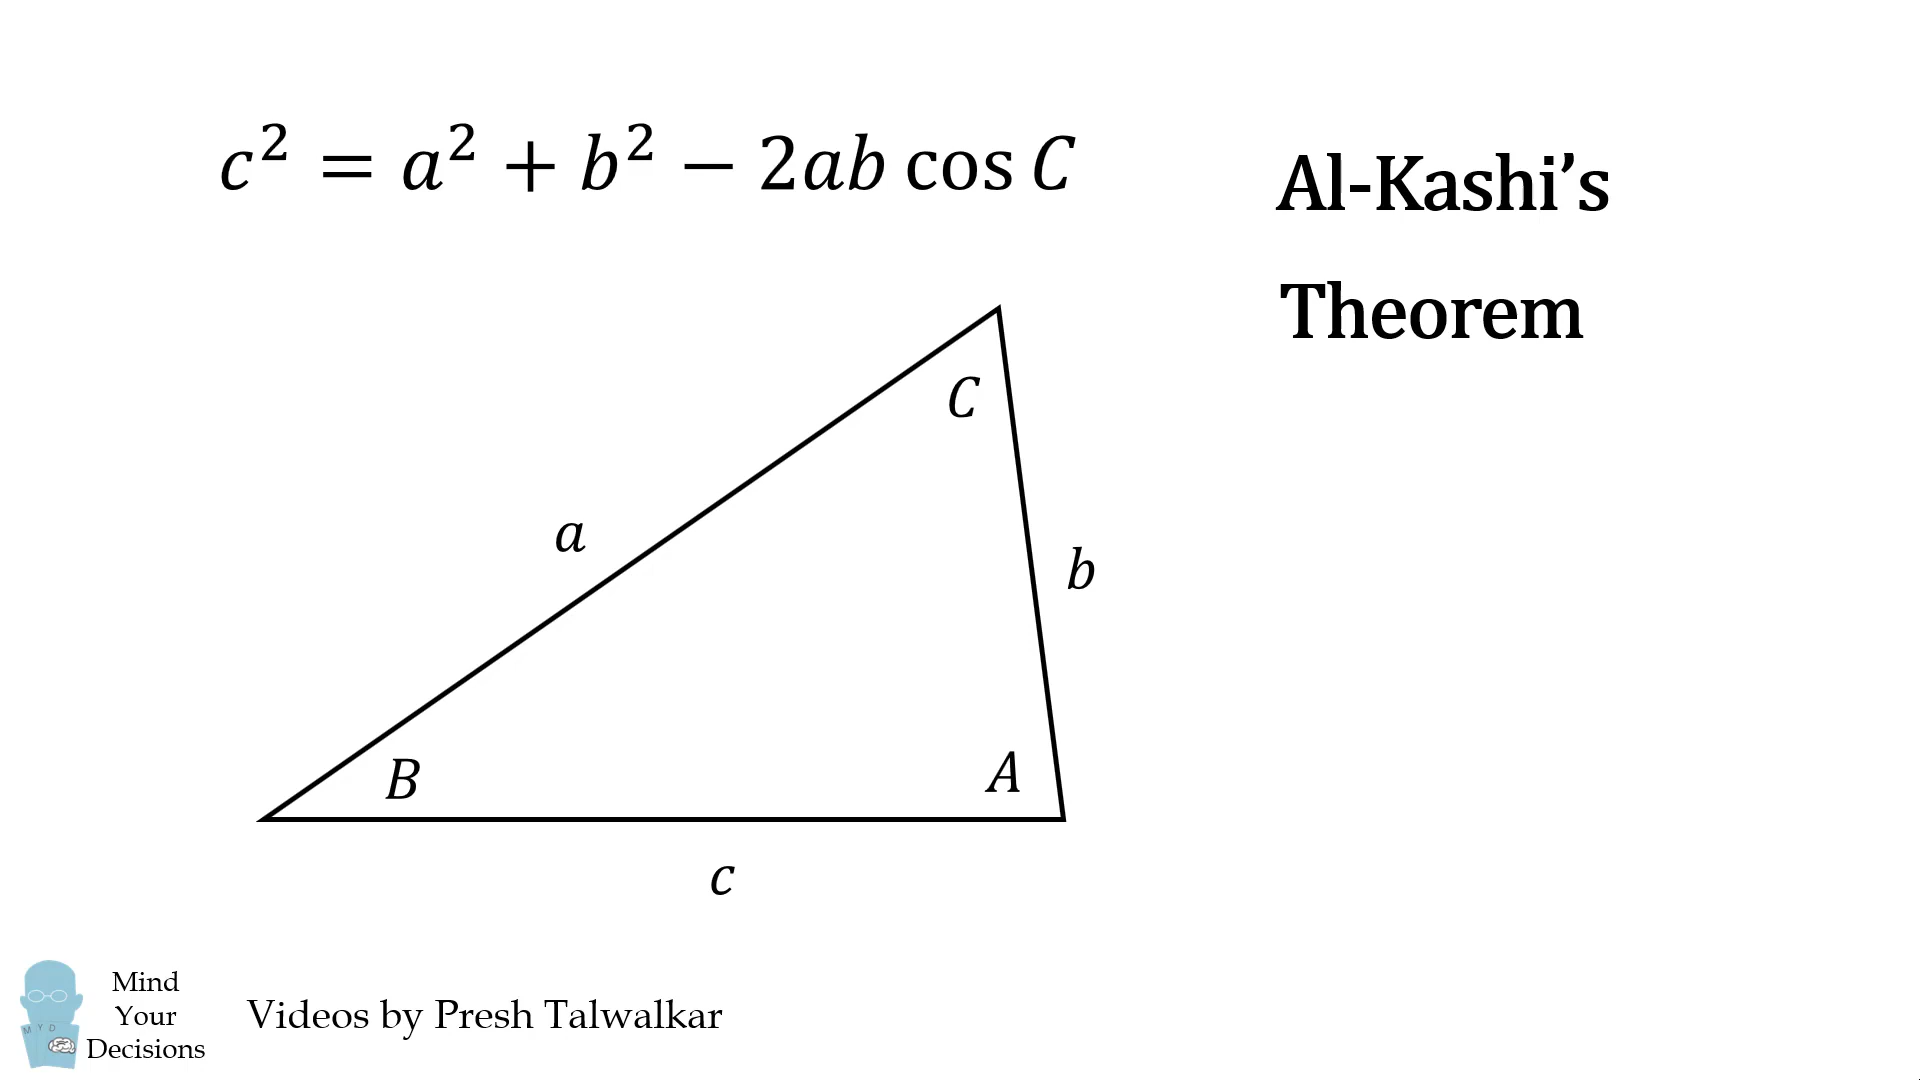 c² = a² + b² − 2ab cos C
Al-Kashi’s
Theorem
C
a
b
B
A
c
Mind
Your
Decisions
M Y D
Videos by Presh Talwalkar